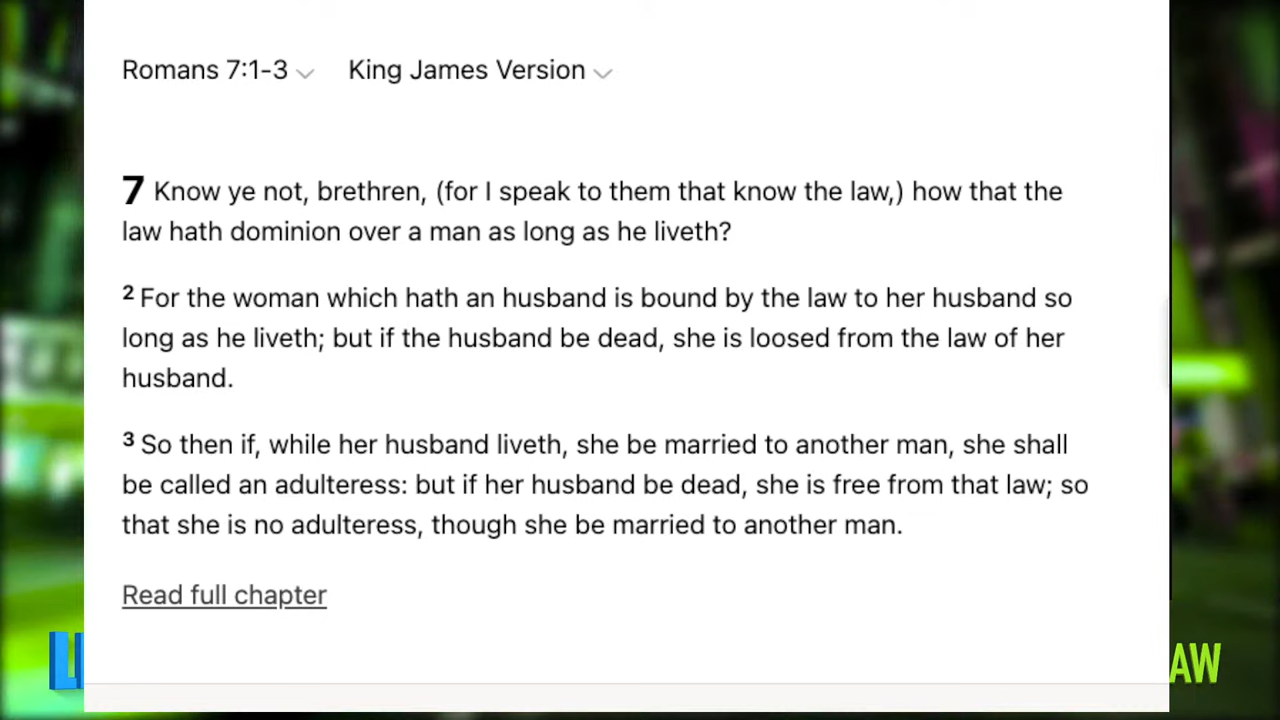 Romans 7:1-3 King James Version
7 Know ye not, brethren, (for I speak to them that know the law,) how that the
law hath dominion over a man as long as he liveth?
2 For the woman which hath an husband is bound by the law to her husband so
long as he liveth; but if the husband be dead, she is loosed from the law of her
husband.
3 So then if, while her husband liveth, she be married to another man, she shall
be called an adulteress: but if her husband be dead, she is free from that law; so
that she is no adulteress, though she be married to another man.
Read full chapter
AW